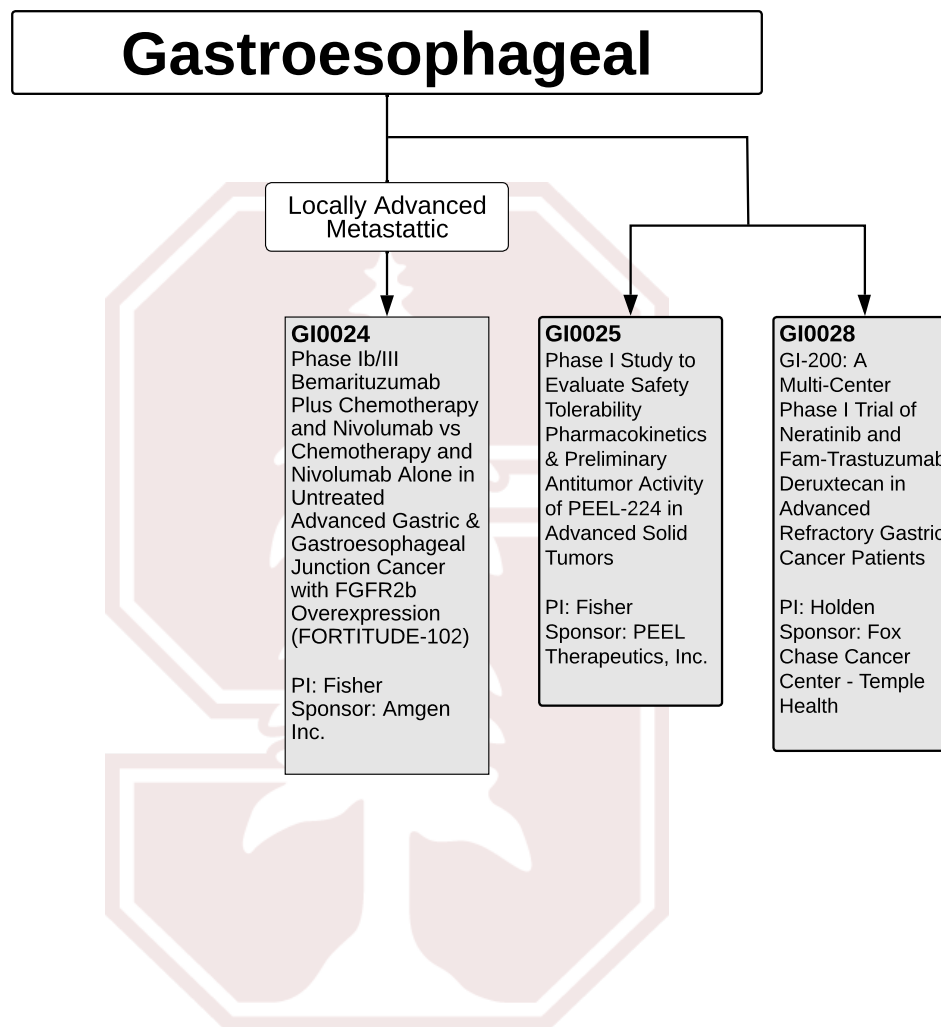 Gastroesophageal
Locally Advanced
Metastattic
GI0024
Phase Ib/III
Bemarituzumab
Plus Chemotherapy
and Nivolumab vs
Chemotherapy and
Nivolumab Alone in
Untreated
Advanced Gastric &
Gastroesophageal
Junction Cancer
with FGFR2b
Overexpression
(FORTITUDE-102)
PI: Fisher
Sponsor: Amgen
Inc.
GI0025
Phase I Study to
Evaluate Safety
Tolerability
Pharmacokinetics
& Preliminary
Antitumor Activity
of PEEL-224 in
Advanced Solid
Tumors
PI: Fisher
Sponsor: PEEL
Therapeutics, Inc.
GI0028
GI-200: A
Multi-Center
Phase I Trial of
Neratinib and
Fam-Trastuzumab
Deruxtecan in
Advanced
Refractory Gastric
Cancer Patients
PI: Holden
Sponsor: Fox
Chase Cancer
Center - Temple
Health